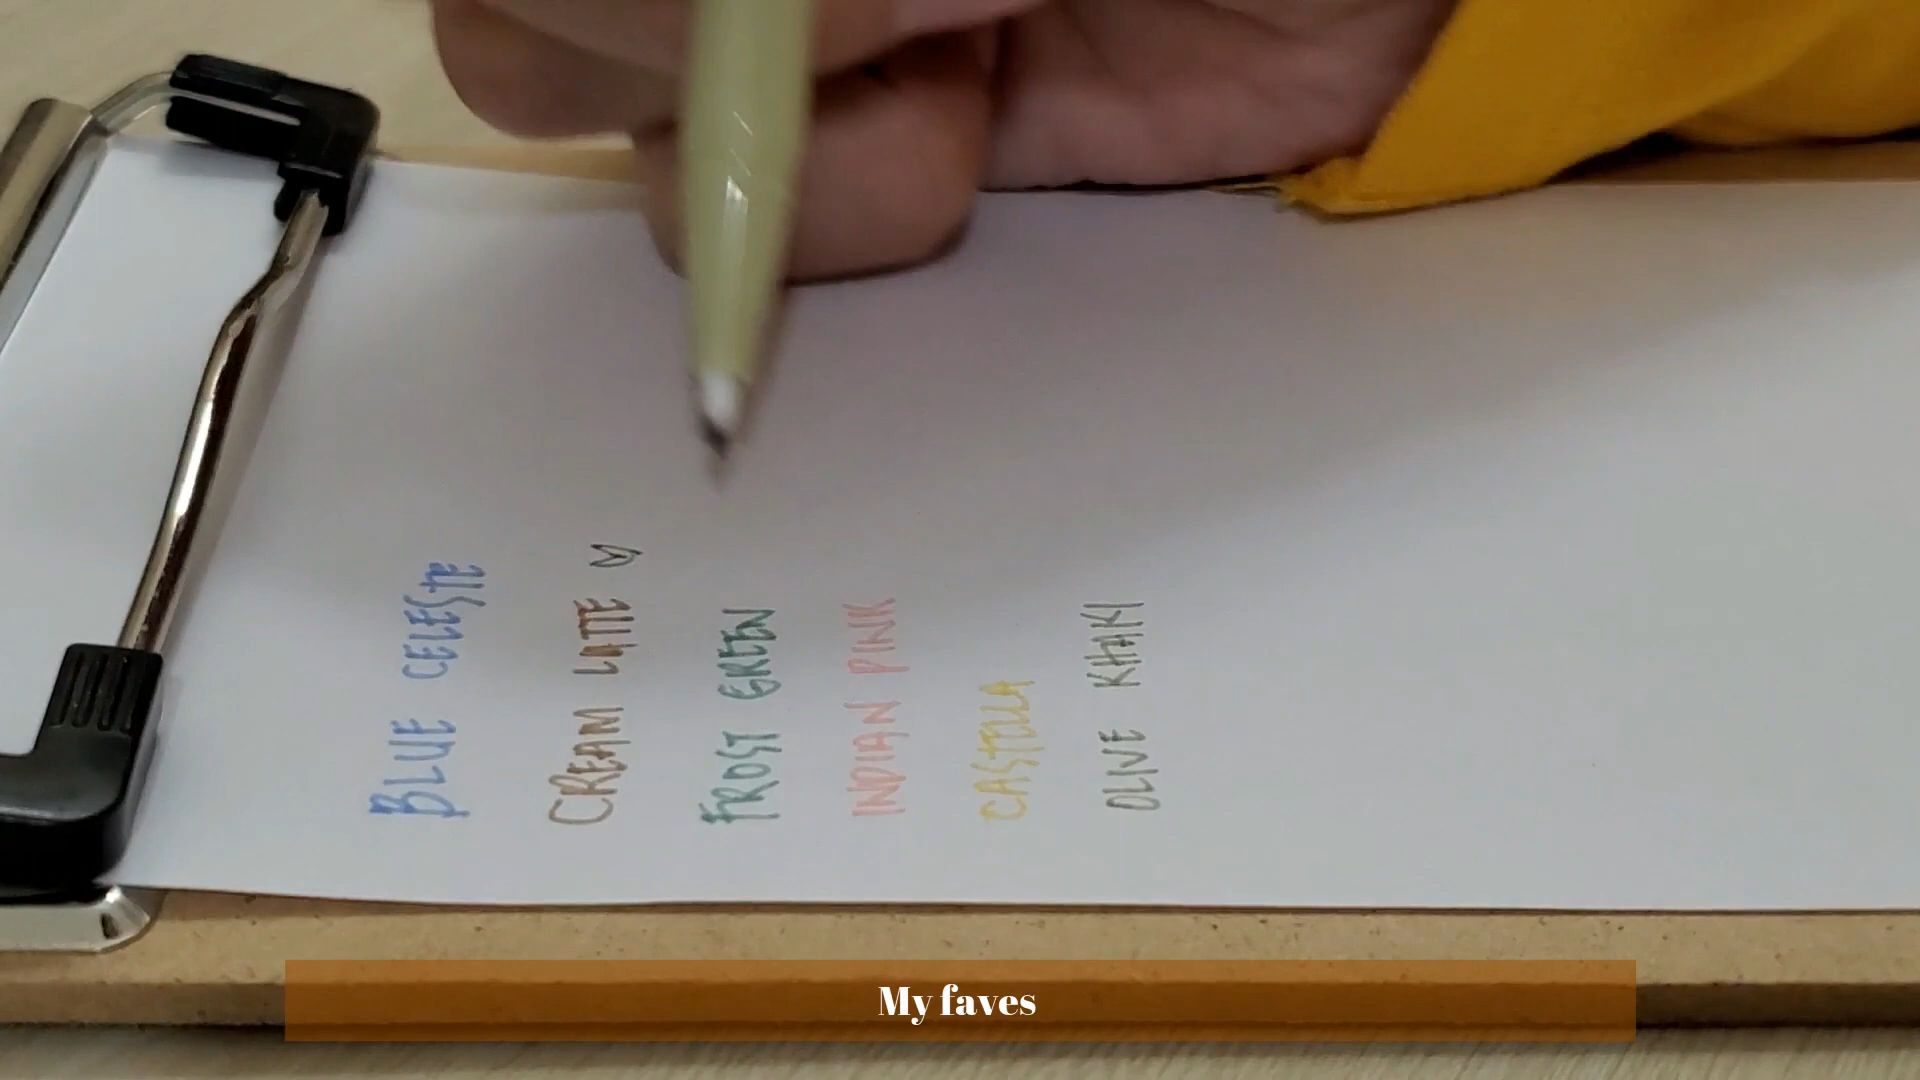 BLUE CELESTE
CREAM LATTE
FROST GREEN
INDIAN PINK
CASTELLA
OLIVE KHAKI
My faves